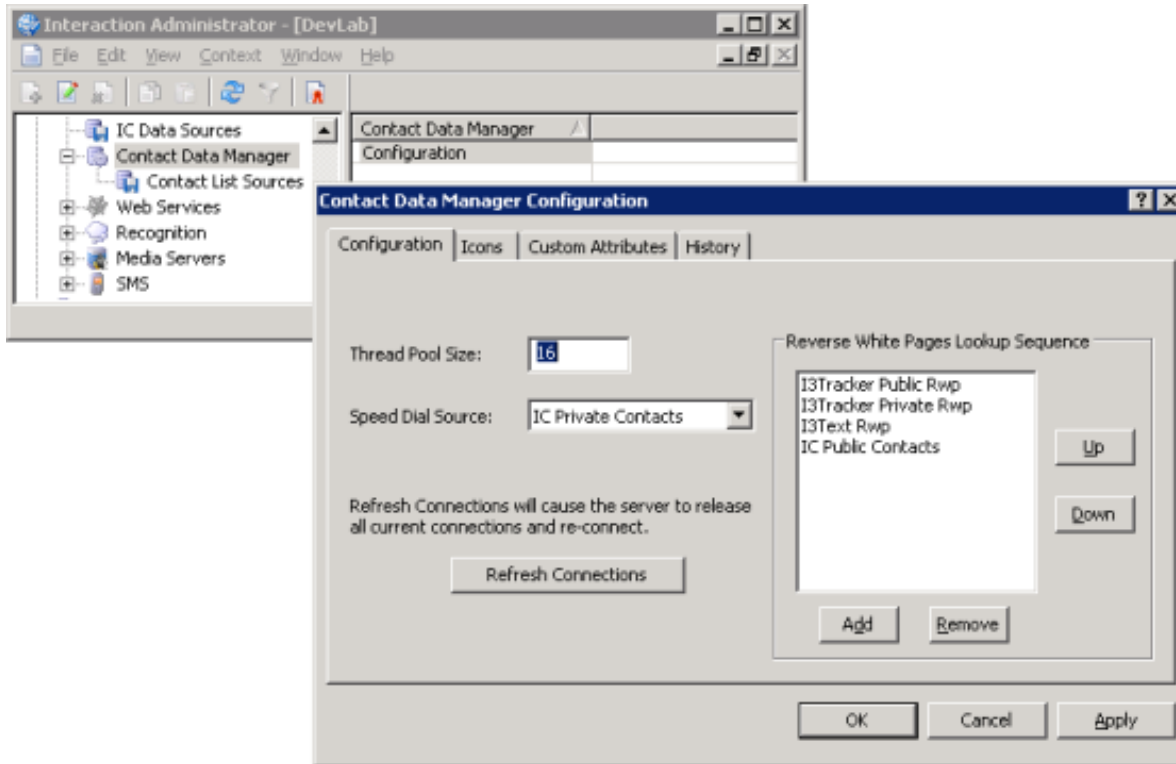 Interaction Administrator - [DevLab]
File Edit View Context Window Help
IC Data Sources
Contact Data Manager
Contact List Sources
Web Services
Recognition
Media Servers
SMS
Contact Data Manager
Configuration
Contact Data Manager Configuration
Configuration Icons Custom Attributes History
Thread Pool Size: 16
Speed Dial Source: IC Private Contacts
Refresh Connections will cause the server to release
all current connections and re-connect.
Refresh Connections
Reverse White Pages Lookup Sequence
I3Tracker Public Rwp
I3Tracker Private Rwp
I3Text Rwp
IC Public Contacts
Up
Down
Add Remove
OK Cancel Apply